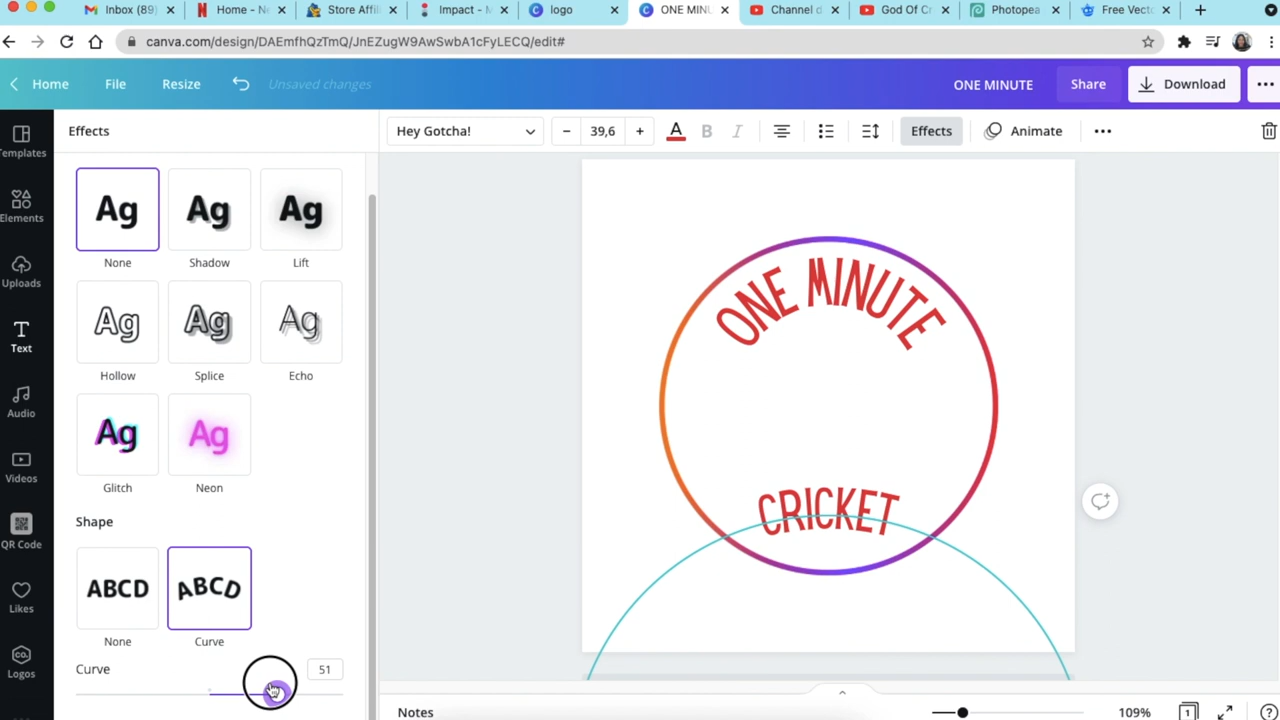 Inbox (89)
Home - Ne
Store Affili
Impact - M
logo
ONE MINU
Channel d
God Of Cr
Photopea
Free Vecto
canva.com/design/DAEmfhQzTmQ/JnEZugW9AwSwbA1cFyLECQ/edit#
Home
File
Resize
Unsaved changes
ONE MINUTE
Share
Download
Effects
Hey Gotcha!
39,6
A
B
I
Effects
Animate
Templates
Elements
Uploads
Text
Audio
Videos
QR Code
Likes
CO.
Logos
Ag
Ag
Ag
None
Shadow
Lift
Ag
Ag
Ag
Hollow
Splice
Echo
Ag
Ag
Glitch
Neon
Shape
ABCD
ABCD
None
Curve
Curve
51
ONE MINUTE
CRICKET
Notes
109%
1